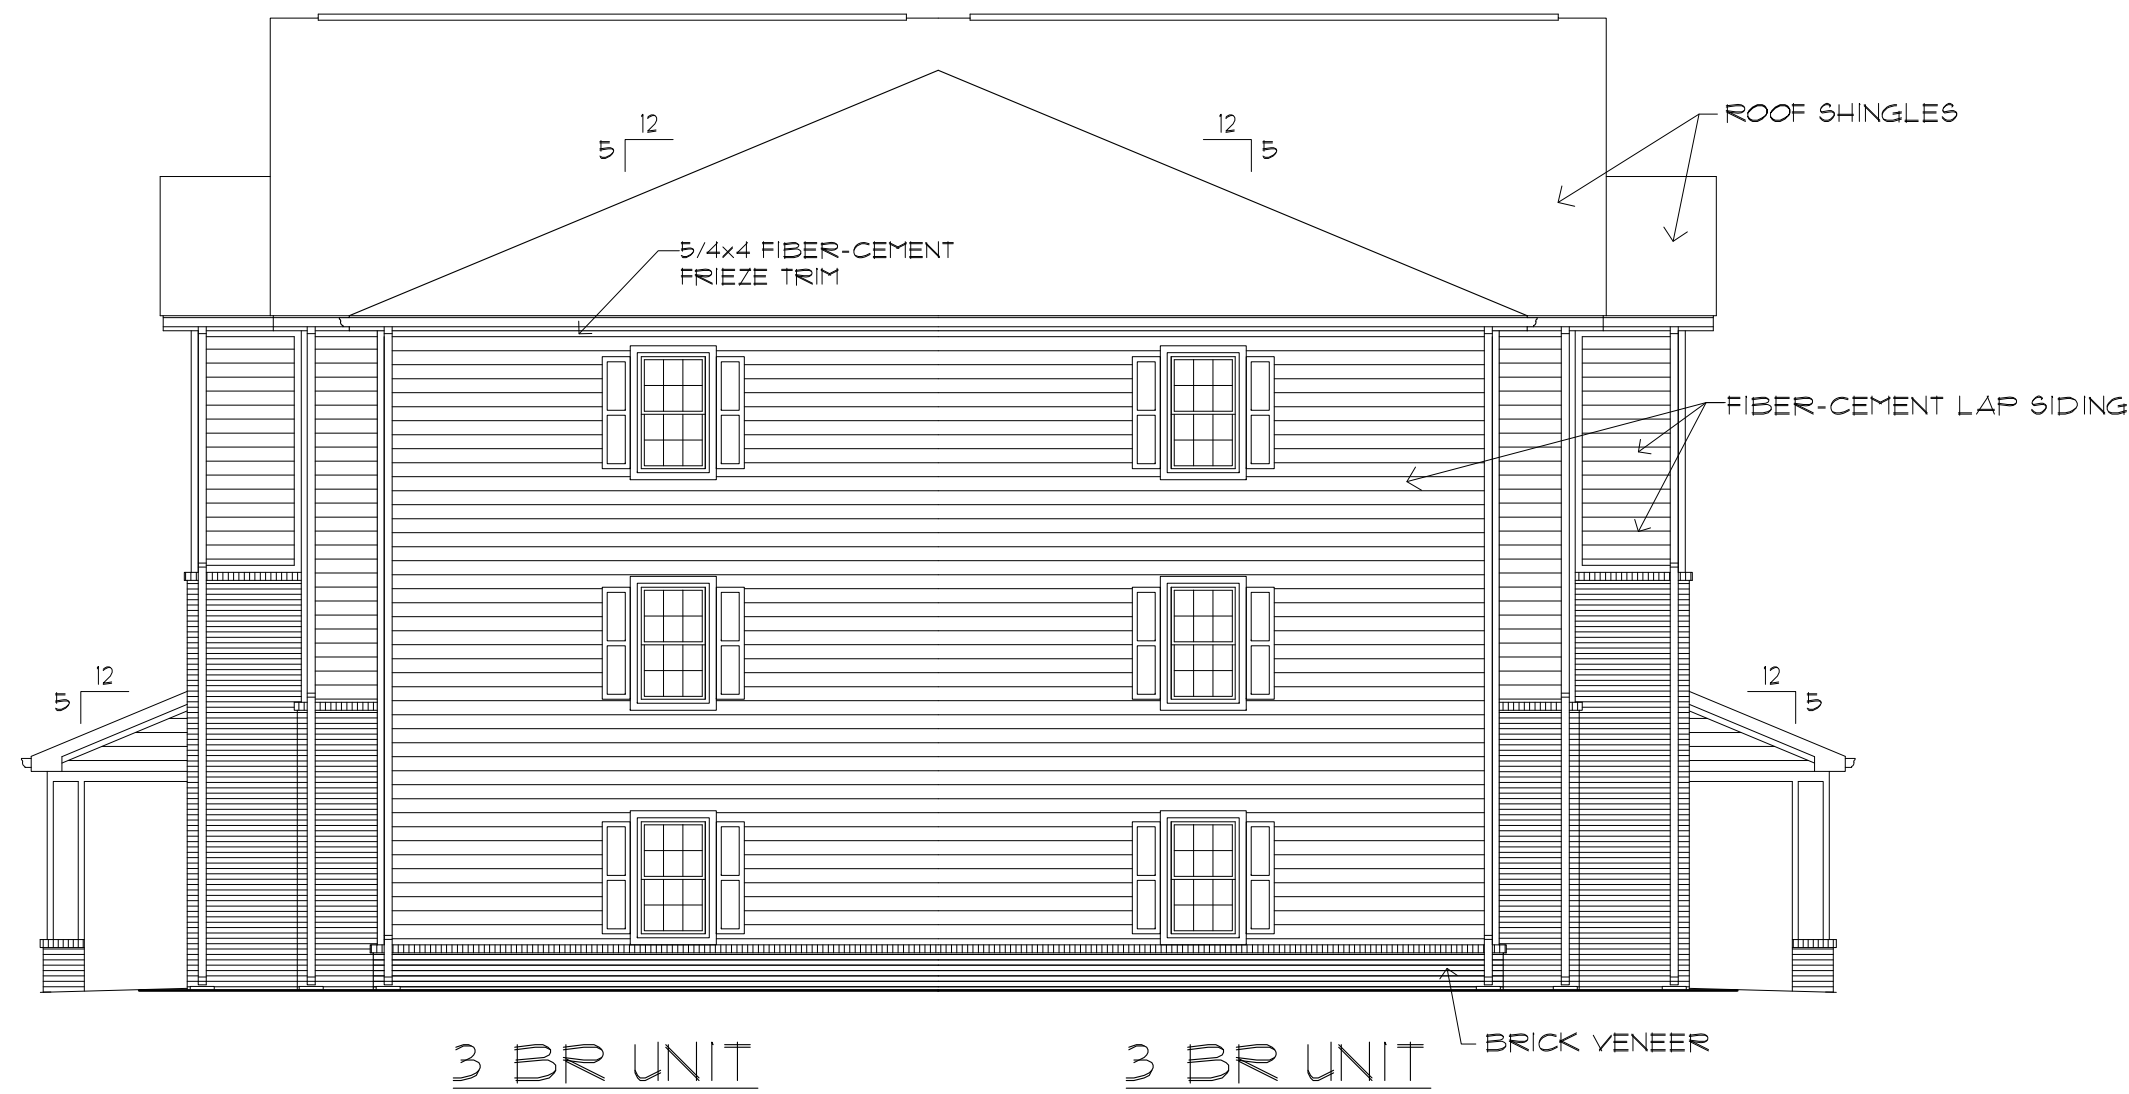 12
5
12
5
ROOF SHINGLES
5/4x4 FIBER-CEMENT
FRIEZE TRIM
FIBER-CEMENT LAP SIDING
12
5
12
5
BRICK VENEER
3 BR UNIT
3 BR UNIT